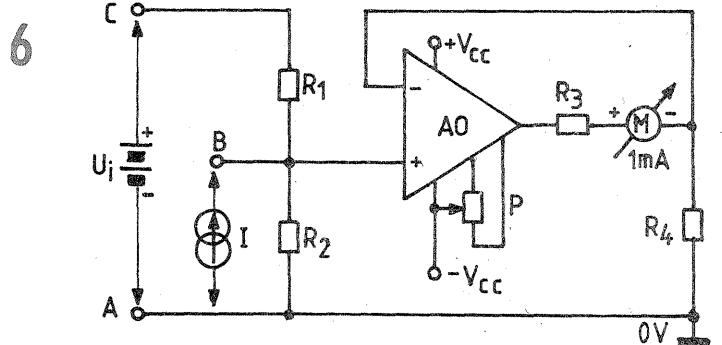 6
C
+VCC
R1
R3
-
AO
+
M
-
1mA
B
+
Ui
-
+
P
I
R2
R4
-VCC
A
0V